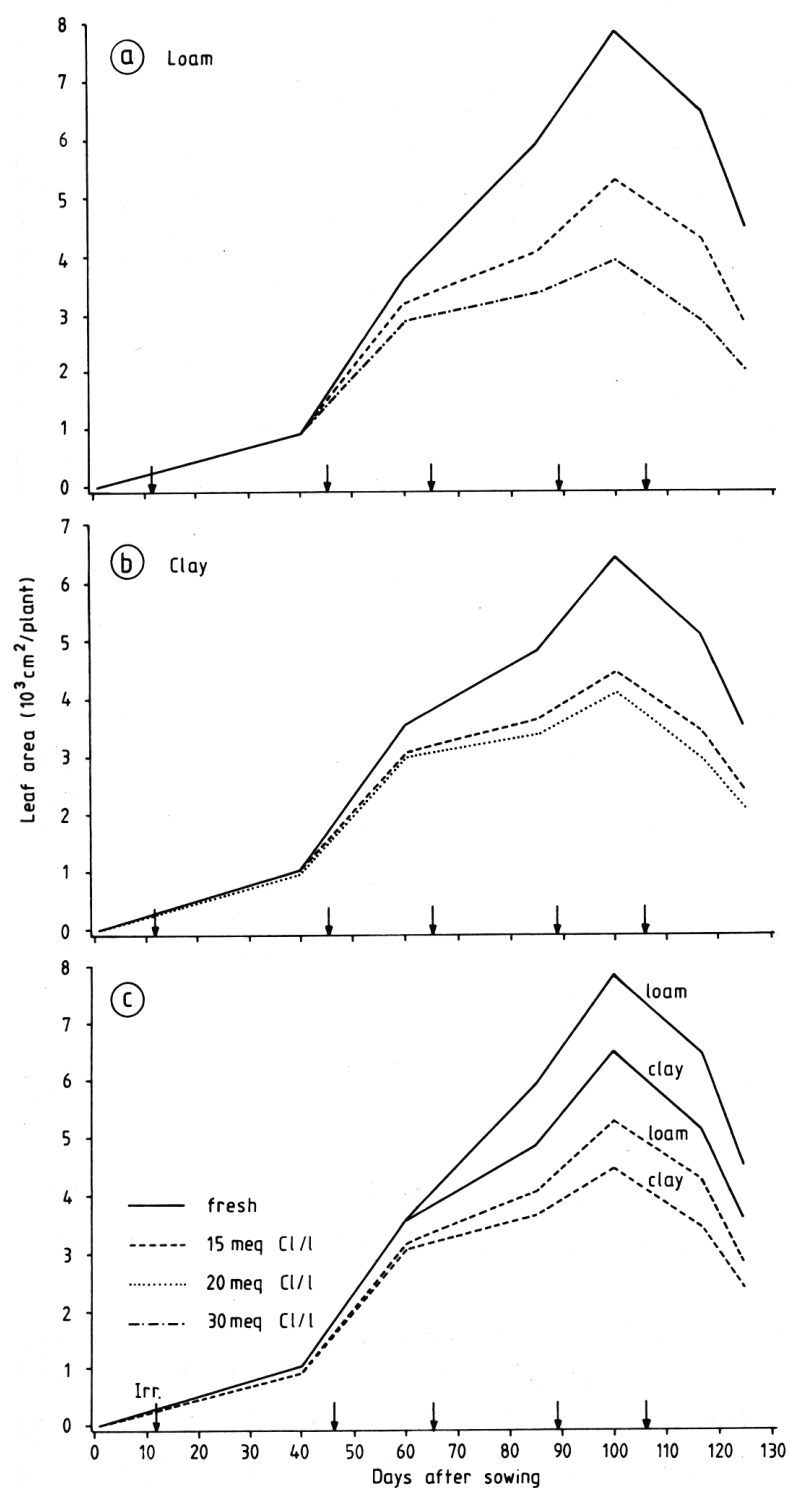 8
a Loam
7
6
5
4
3
2
1
0
7
b Clay
6
5
4
3
2
1
0
Leaf area (10³cm²/plant)
8
c
loam
7
clay
6
loam
5
clay
4
fresh
15 meq Cl/l
3
20 meq Cl/l
2
30 meq Cl/l
1
Irr.
0
0 10 20 30 40 60 70 80 90 100 110 120 130
Days after sowing